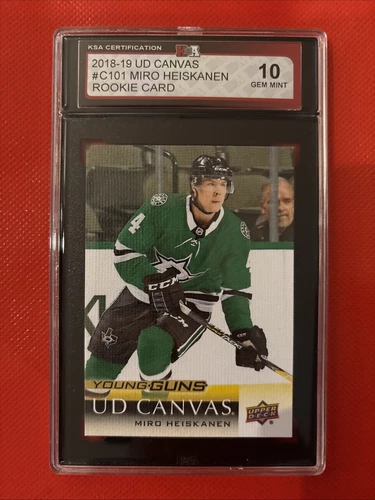 KSA CERTIFICATION
2018-19 UD CANVAS
#C101 MIRO HEISKANEN
ROOKIE CARD
10
GEM MINT
4
CCM
YOUNG GUNS
UD CANVAS
MIRO HEISKANEN
UPPER
DECK